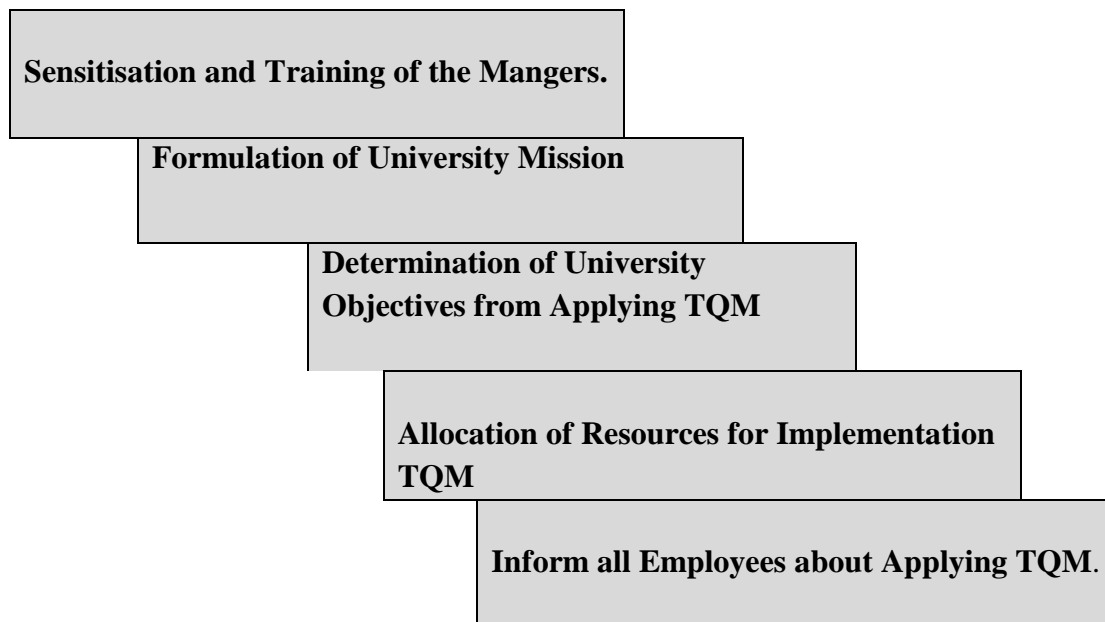 Sensitisation and Training of the Mangers.
Formulation of University Mission
Determination of University
Objectives from Applying TQM
Allocation of Resources for Implementation
TQM
Inform all Employees about Applying TQM.